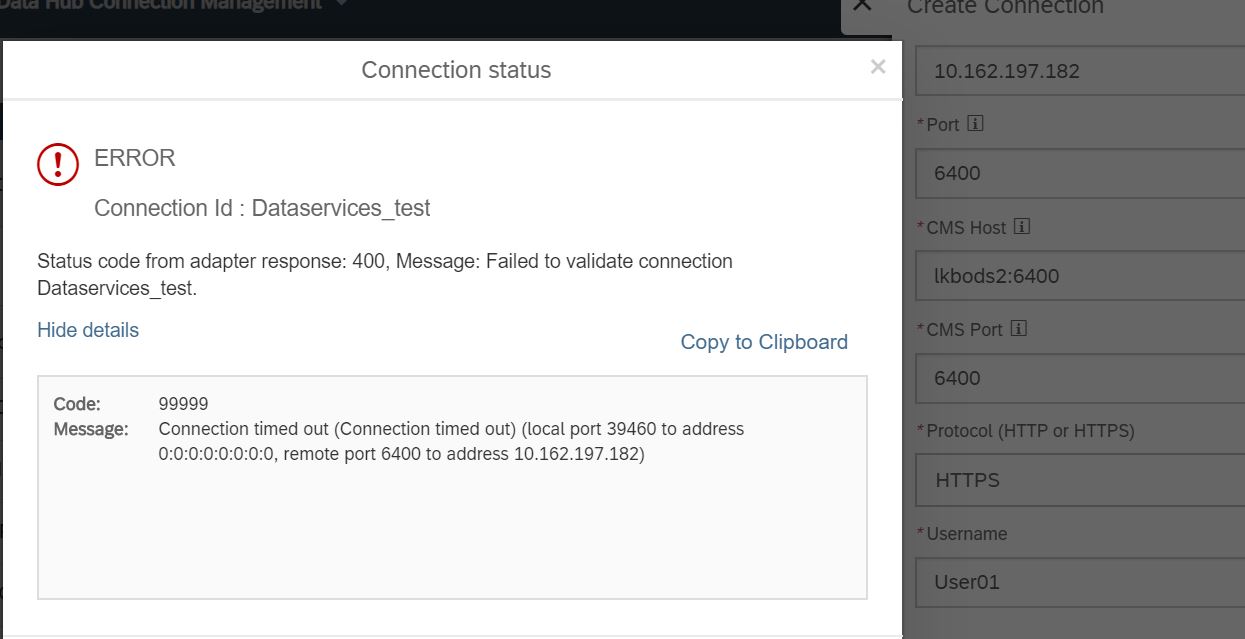 Data Hub Connection Management
Create Connection
Connection status
ERROR
Connection Id : Dataservices_test
Status code from adapter response: 400, Message: Failed to validate connection
Dataservices_test.
Hide details
Copy to Clipboard
Code: 99999
Message: Connection timed out (Connection timed out) (local port 39460 to address
0:0:0:0:0:0:0:0, remote port 6400 to address 10.162.197.182)
10.162.197.182
*Port
6400
*CMS Host
lkbods2:6400
*CMS Port
6400
*Protocol (HTTP or HTTPS)
HTTPS
*Username
User01